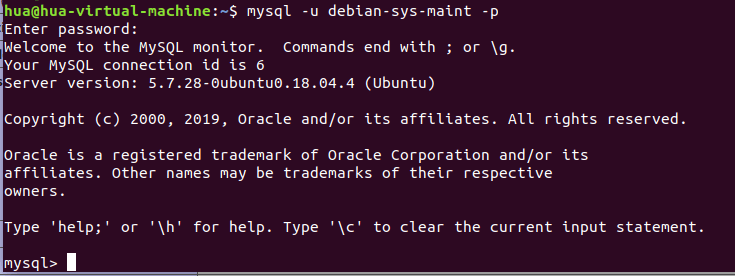 hua@hua-virtual-machine:~$ mysql -u debian-sys-maint -p
Enter password:
Welcome to the MySQL monitor.  Commands end with ; or \g.
Your MySQL connection id is 6
Server version: 5.7.28-0ubuntu0.18.04.4 (Ubuntu)
Copyright (c) 2000, 2019, Oracle and/or its affiliates. All rights reserved.
Oracle is a registered trademark of Oracle Corporation and/or its
affiliates. Other names may be trademarks of their respective
owners.
Type 'help;' or '\h' for help. Type '\c' to clear the current input statement.
mysql>